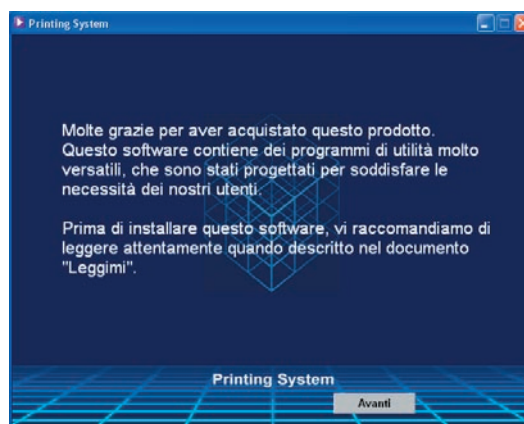 Printing System
Molte grazie per aver acquistato questo prodotto.
Questo software contiene dei programmi di utilità molto
versatili, che sono stati progettati per soddisfare le
necessità dei nostri utenti.
Prima di installare questo software, vi raccomandiamo di
leggere attentamente quando descritto nel documento
"Leggimi".
Printing System
Avanti